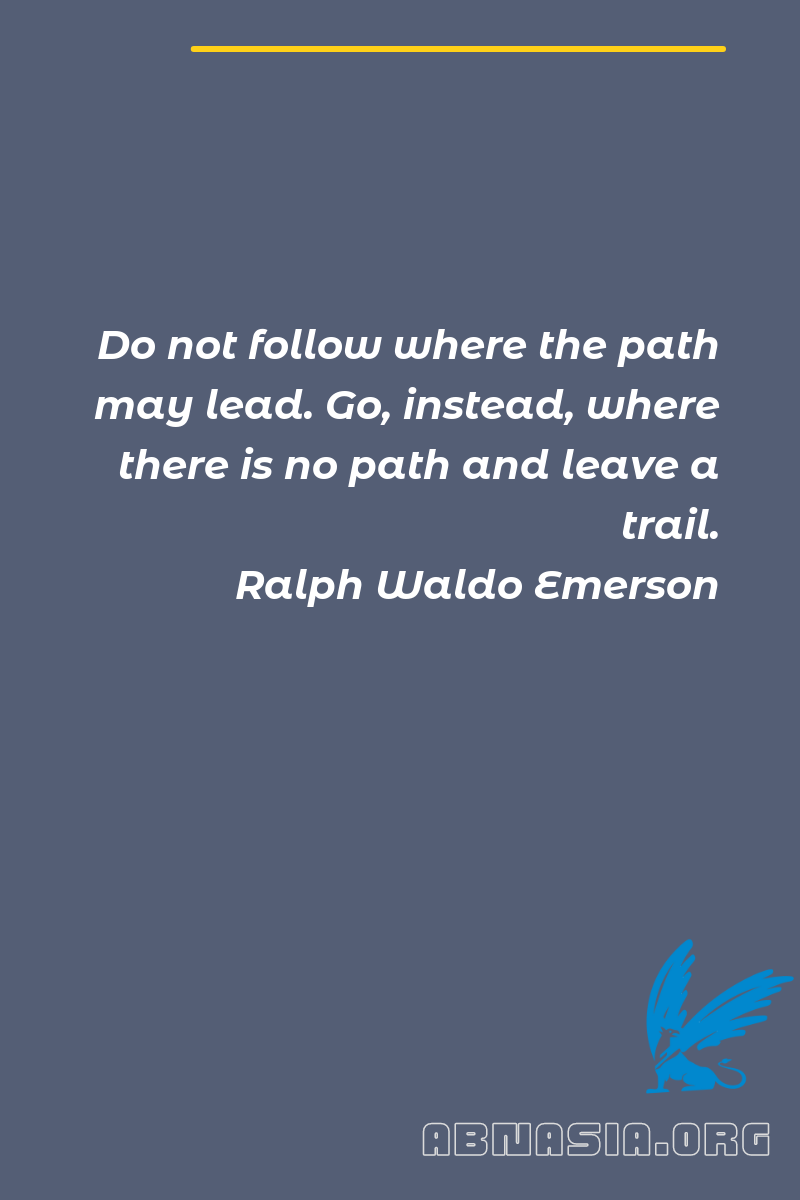 Do not follow where the path
may lead. Go, instead, where
there is no path and leave a
trail.
Ralph Waldo Emerson
ABNASIA.ORG